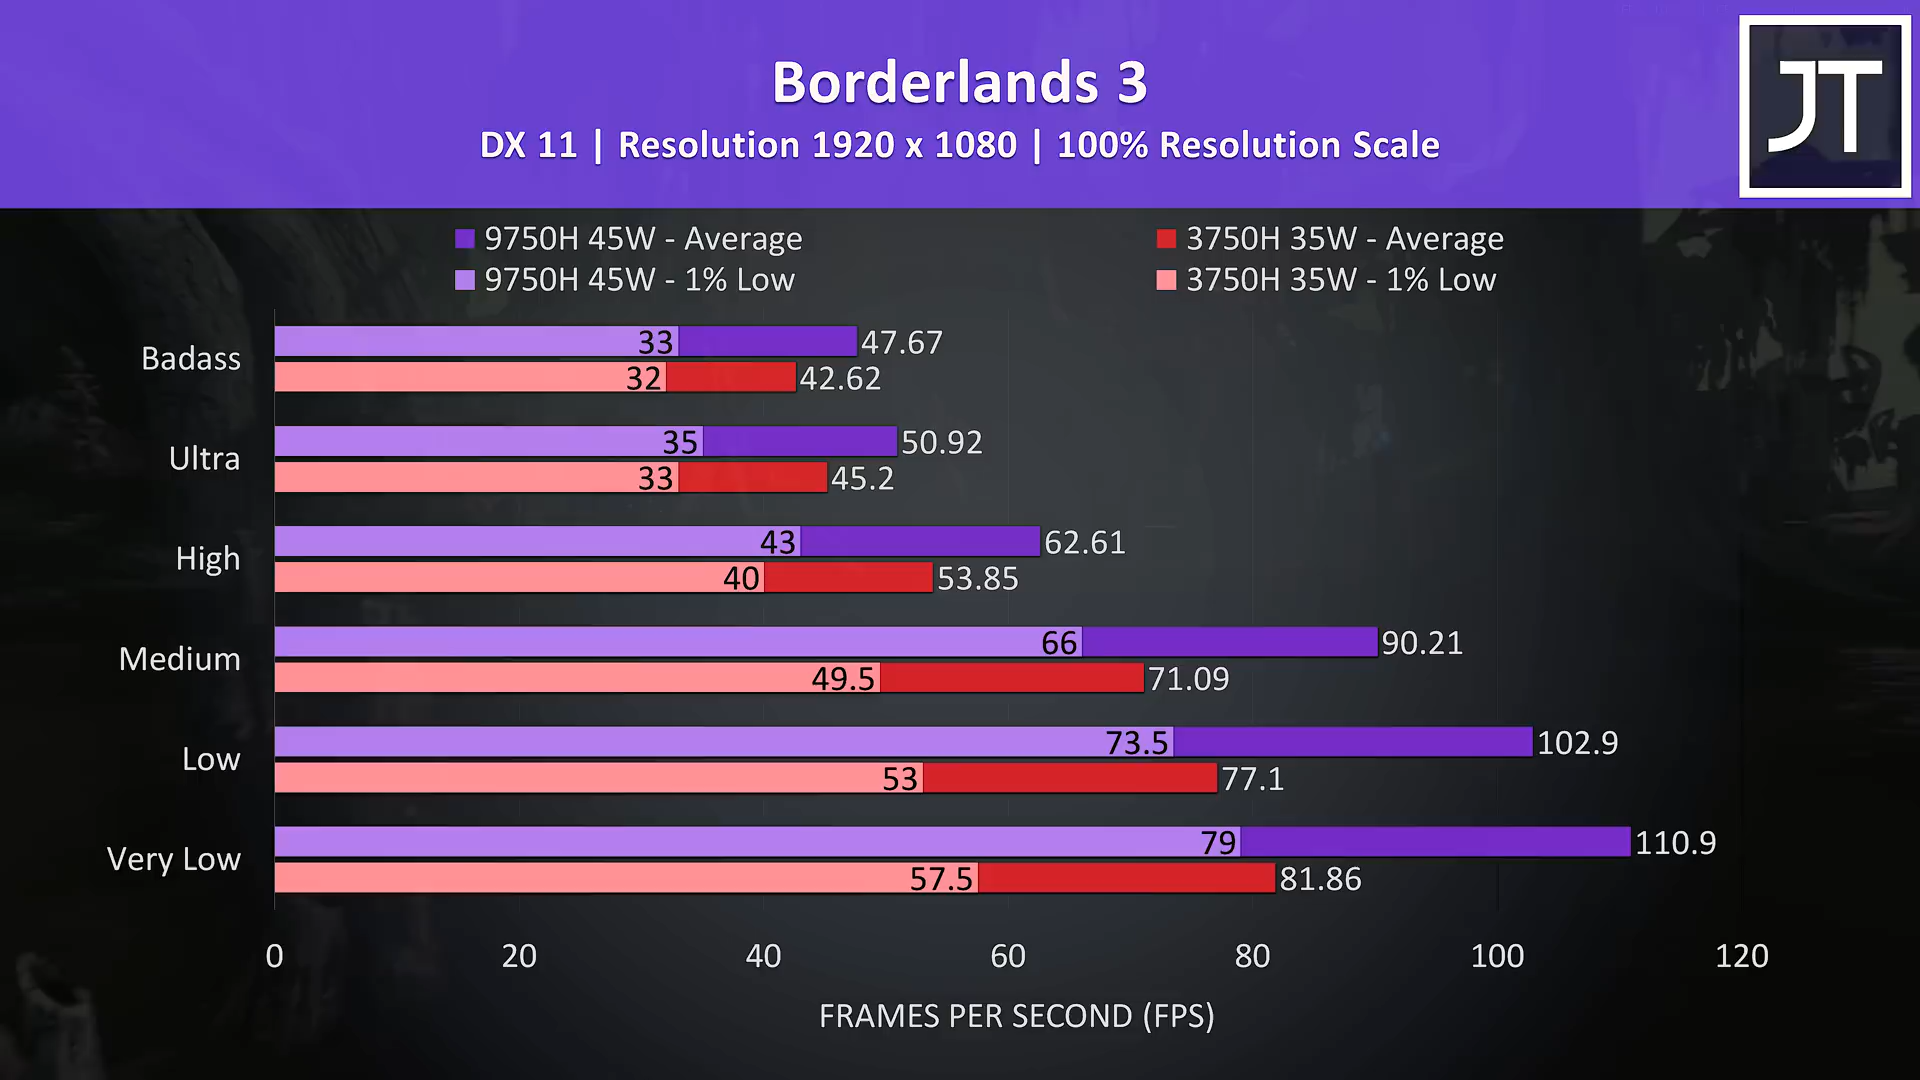 Borderlands 3
JT
DX 11 | Resolution 1920 x 1080 | 100% Resolution Scale
9750H 45W - Average
3750H 35W - Average
9750H 45W - 1% Low
3750H 35W - 1% Low
Badass
33
47.67
32
42.62
Ultra
35
50.92
33
45.2
High
43
62.61
40
53.85
Medium
66
90.21
49.5
71.09
Low
73.5
102.9
53
77.1
Very Low
79
110.9
57.5
81.86
0 20 40 60 80 100 120
FRAMES PER SECOND (FPS)